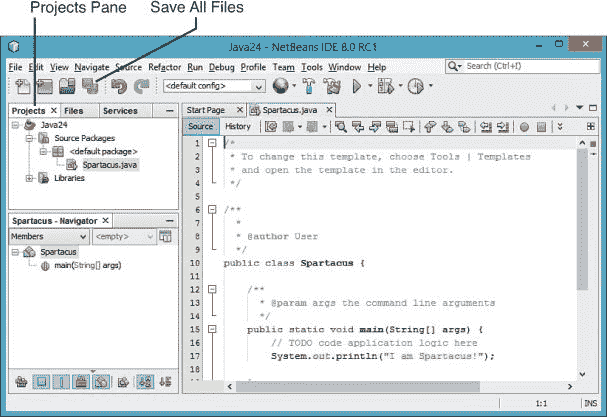 Projects Pane
Save All Files
Java24 - NetBeans IDE 8.0 RC1
File Edit View Navigate Source Refactor Run Debug Profile Team Tools Window Help
Search (Ctrl+I)
<default config>
Projects Files Services
Java24
Source Packages
<default package>
Spartacus.java
Libraries
Spartacus - Navigator
Members <empty>
Spartacus
main(String[] args)
Start Page Spartacus.java
Source History
1 /*
2 * To change this template, choose Tools | Templates
3 * and open the template in the editor.
4 */
5
6 /**
7 *
8 * @author User
9 */
10 public class Spartacus {
11
12 /**
13 * @param args the command line arguments
14 */
15 public static void main(String[] args) {
16 // TODO code application logic here
17 System.out.println("I am Spartacus!");
18
1:1 INS